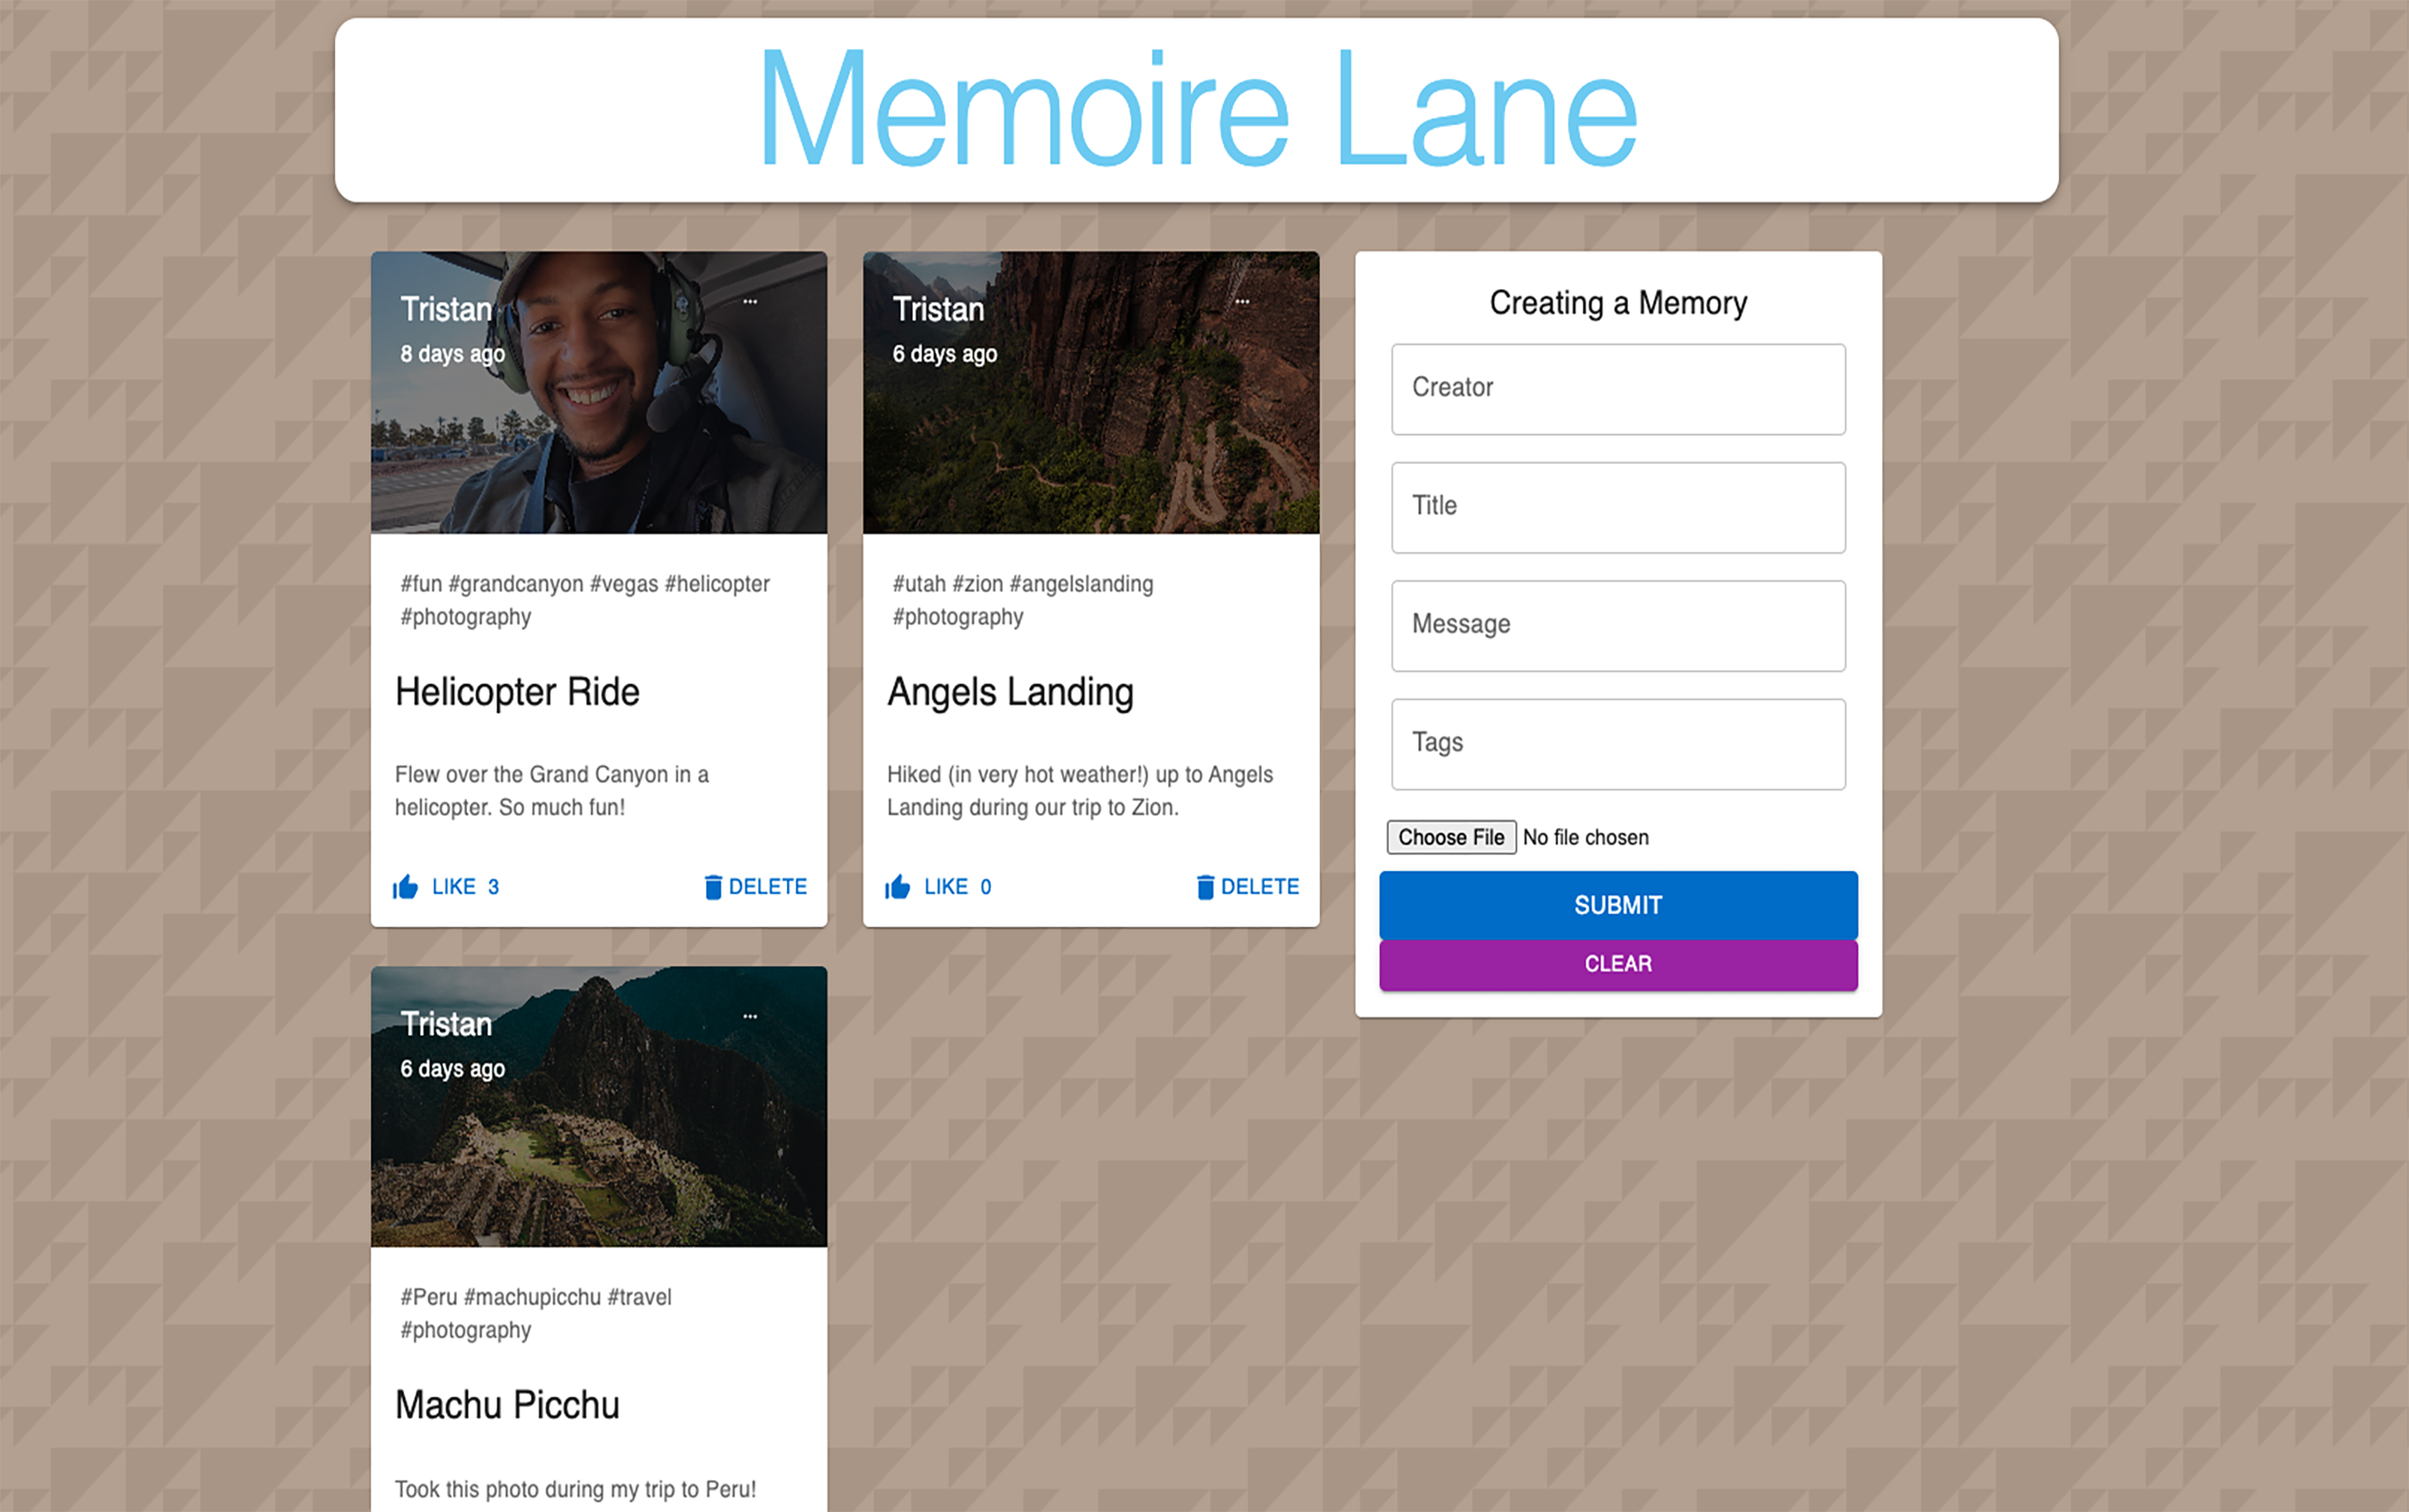 Memoire Lane
Tristan
...
8 days ago
#fun #grandcanyon #vegas #helicopter
#photography
Helicopter Ride
Flew over the Grand Canyon in a
helicopter. So much fun!
LIKE 3
DELETE
Tristan
...
6 days ago
#utah #zion #angelslanding
#photography
Angels Landing
Hiked (in very hot weather!) up to Angels
Landing during our trip to Zion.
LIKE 0
DELETE
Creating a Memory
Creator
Title
Message
Tags
Choose File No file chosen
SUBMIT
CLEAR
Tristan
...
6 days ago
#Peru #machupicchu #travel
#photography
Machu Picchu
Took this photo during my trip to Peru!